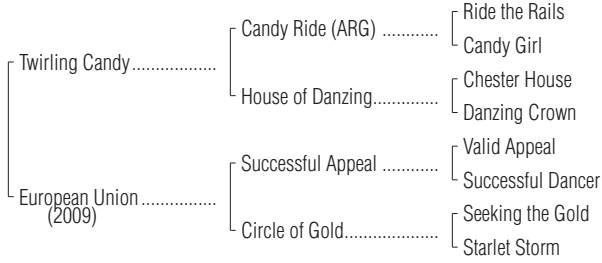 Ride the Rails
Candy Ride (ARG) ............
Candy Girl
Twirling Candy..................
Chester House
House of Danzing..............
Danzing Crown
Valid Appeal
Successful Appeal ............
Successful Dancer
European Union................
(2009)
Seeking the Gold
Circle of Gold....................
Starlet Storm